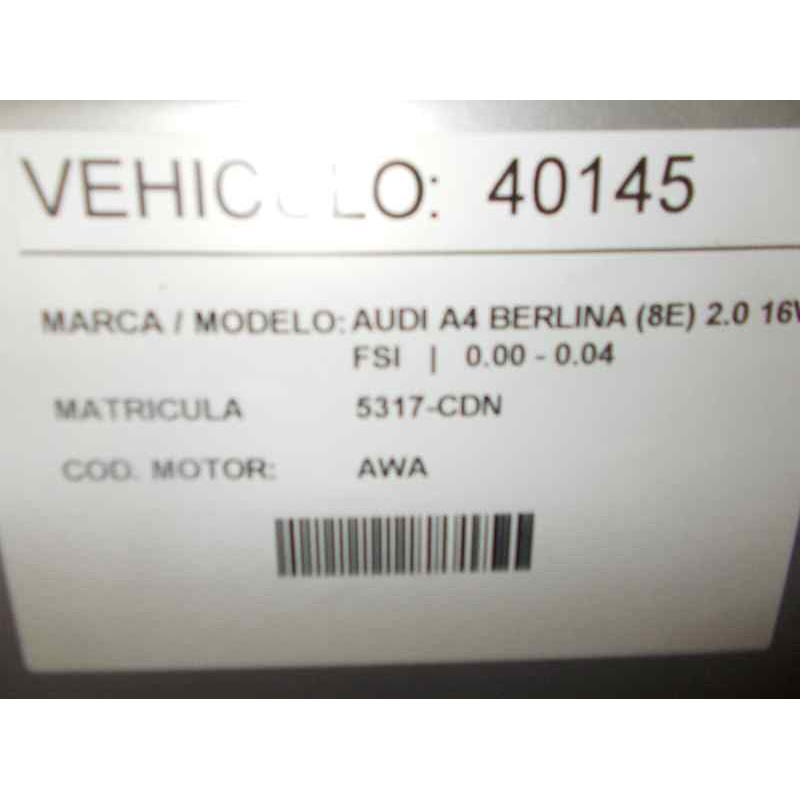 VEHICULO: 40145
MARCA / MODELO: AUDI A4 BERLINA (8E) 2.0 16V
FSI | 0.00 - 0.04
MATRICULA 5317-CDN
COD. MOTOR: AWA